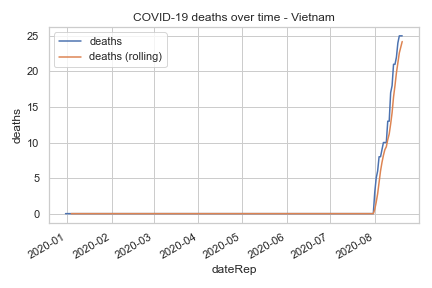 COVID-19 deaths over time - Vietnam
deaths
deaths (rolling)
deaths
25
20
15
10
5
0
2020-01
2020-02
2020-03
2020-04
2020-05
2020-06
2020-07
2020-08
dateRep